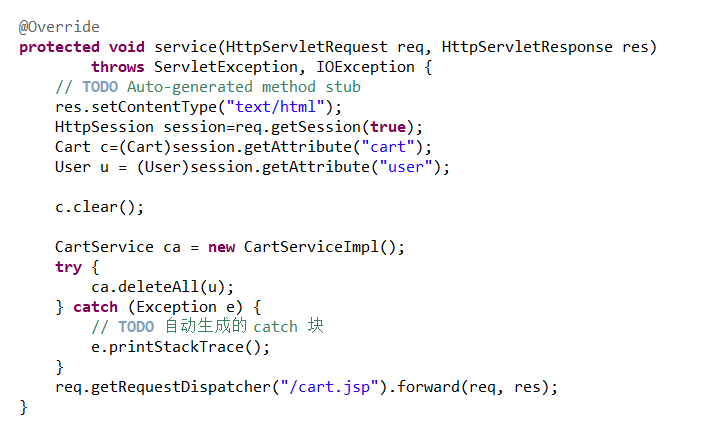 @Override
protected void service(HttpServletRequest req, HttpServletResponse res)
        throws ServletException, IOException {
    // TODO Auto-generated method stub
    res.setContentType("text/html");
    HttpSession session=req.getSession(true);
    Cart c=(Cart)session.getAttribute("cart");
    User u = (User)session.getAttribute("user");

    c.clear();

    CartService ca = new CartServiceImpl();
    try {
        ca.deleteAll(u);
    } catch (Exception e) {
        // TODO 自动生成的 catch 块
        e.printStackTrace();
    }
    req.getRequestDispatcher("/cart.jsp").forward(req, res);
}